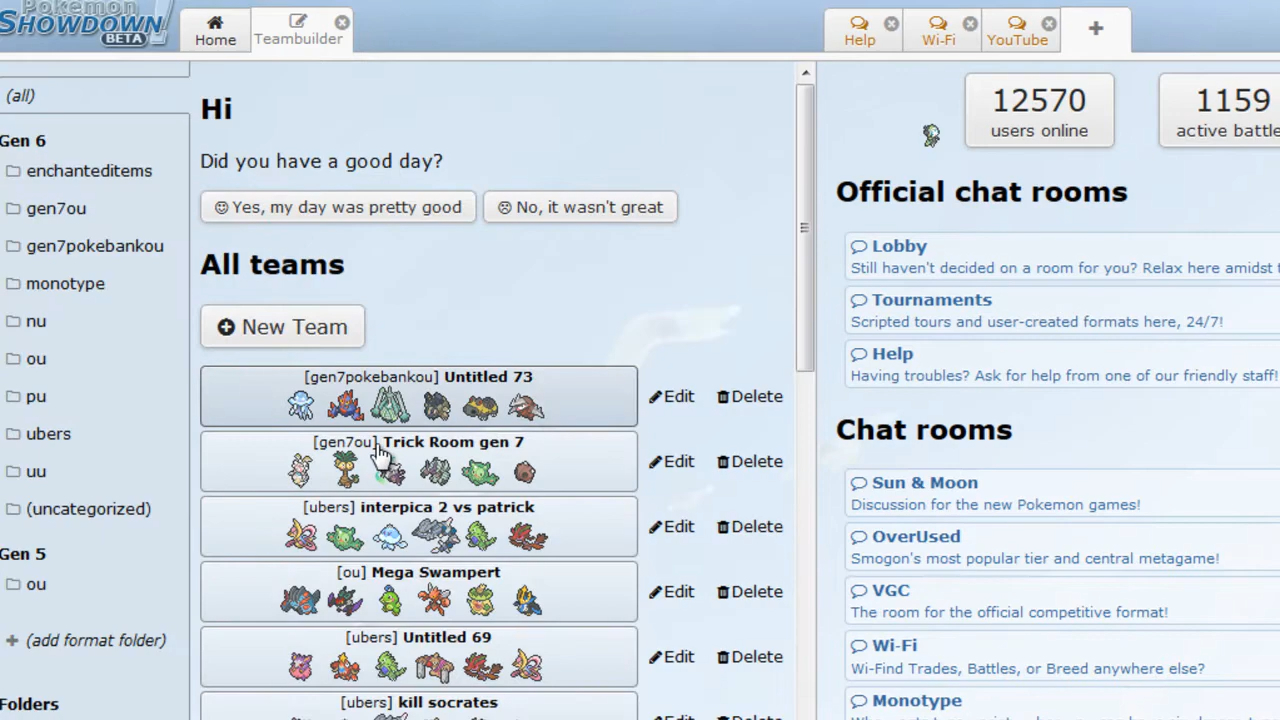 Pokémon
SHOWDOWN!
BETA
Home
Teambuilder
Help
Wi-Fi
YouTube
(all)
Gen 6
enchanteditems
gen7ou
gen7pokebankou
monotype
nu
ou
pu
ubers
uu
(uncategorized)
Gen 5
ou
(add format folder)
Folders
Hi
Did you have a good day?
Yes, my day was pretty good
No, it wasn't great
All teams
New Team
[gen7pokebankou] Untitled 73
Edit
Delete
[gen7ou] Trick Room gen 7
Edit
Delete
[ubers] interpica 2 vs patrick
Edit
Delete
[ou] Mega Swampert
Edit
Delete
[ubers] Untitled 69
Edit
Delete
[ubers] kill socrates
Edit
Delete
12570
users online
1159
active battle
Official chat rooms
Lobby
Still haven't decided on a room for you? Relax here amidst t
Tournaments
Scripted tours and user-created formats here, 24/7!
Help
Having troubles? Ask for help from one of our friendly staff!
Chat rooms
Sun & Moon
Discussion for the new Pokemon games!
OverUsed
Smogon's most popular tier and central metagame!
VGC
The room for the official competitive format!
Wi-Fi
Wi-Find Trades, Battles, or Breed anywhere else?
Monotype